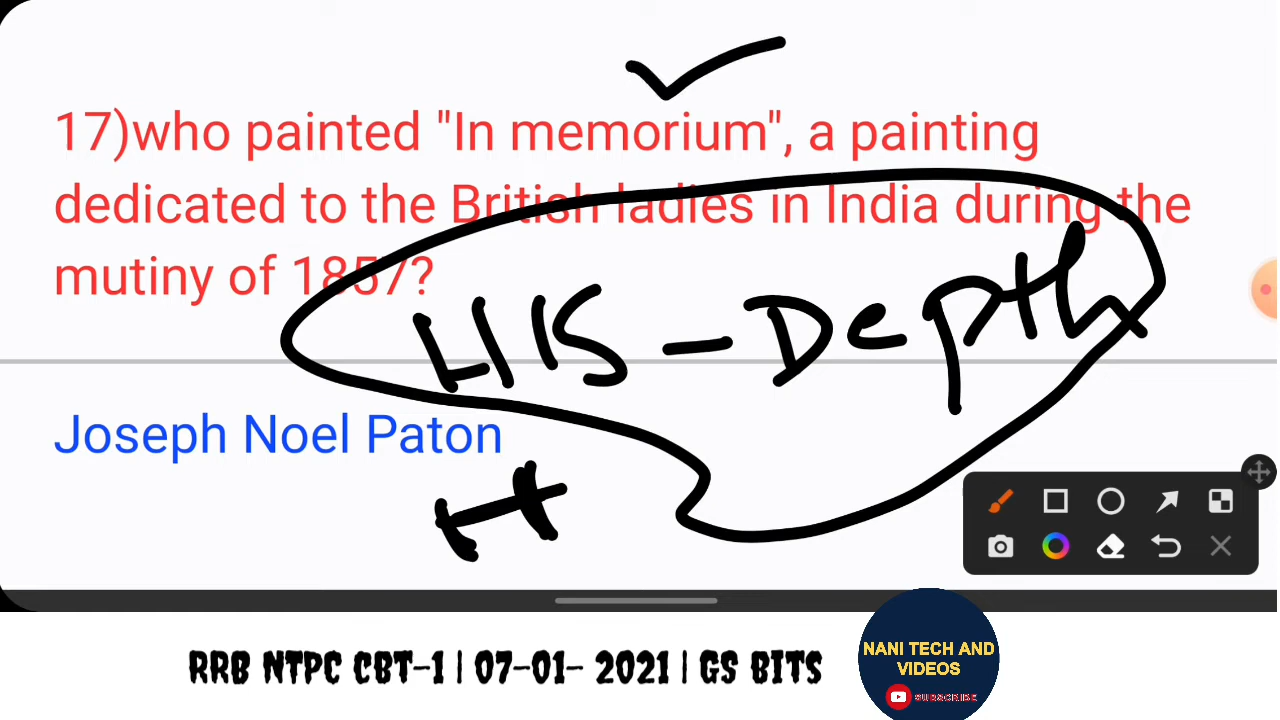 17)who painted "In memorium", a painting
dedicated to the British ladies in India during the
mutiny of 1857?
HIS - Depth
Joseph Noel Paton
H
RRB NTPC CBT-1 | 07-01- 2021 | GS BITS
NANI TECH AND
VIDEOS
SUBSCRIBE